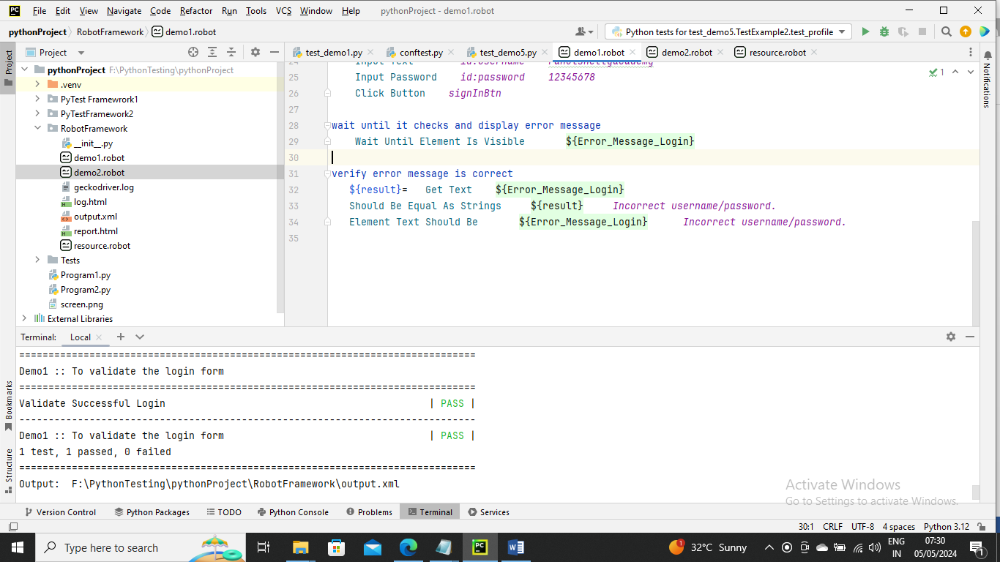 PC File Edit View Navigate Code Refactor Run Tools VCS Window Help pythonProject - demo1.robot
pythonProject RobotFramework demo1.robot Python tests for test_demo5.TestExample2.test_profile
Project
Project
test_demo1.py conftest.py test_demo5.py demo1.robot demo2.robot resource.robot
Notifications
pythonProject F:\PythonTesting\pythonProject
.venv
PyTest Framewrork1
PyTestFramework2
RobotFramework
__init__.py
demo1.robot
demo2.robot
geckodriver.log
log.html
output.xml
report.html
resource.robot
Tests
Program1.py
Program2.py
screen.png
External Libraries
1
24 Input Text id:username
25 Input Password id:password 12345678
26 Click Button signInBtn
27
28 wait until it checks and display error message
29 Wait Until Element Is Visible ${Error_Message_Login}
30
31 verify error message is correct
32 ${result}= Get Text ${Error_Message_Login}
33 Should Be Equal As Strings ${result} Incorrect username/password.
34 Element Text Should Be ${Error_Message_Login} Incorrect username/password.
35
Terminal: Local
==============================================================================
Demo1 :: To validate the login form
==============================================================================
Validate Successful Login | PASS |
------------------------------------------------------------------------------
Demo1 :: To validate the login form | PASS |
1 test, 1 passed, 0 failed
==============================================================================
Output: F:\PythonTesting\pythonProject\RobotFramework\output.xml
Bookmarks
Structure
Activate Windows
Go to Settings to activate Windows.
Version Control Python Packages TODO Python Console Problems Terminal Services
30:1 CRLF UTF-8 4 spaces Python 3.12
Type here to search
PC
1
32°C Sunny
ENG
IN
07:30
05/05/2024
1